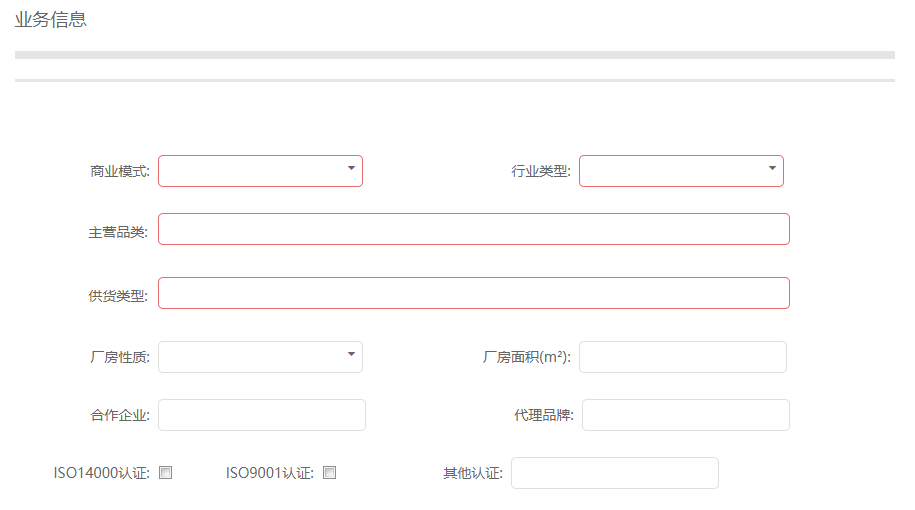 业务信息
商业模式: 行业类型:
主营品类:
供货类型:
厂房性质: 厂房面积(m²):
合作企业: 代理品牌:
ISO14000认证: ISO9001认证: 其他认证: